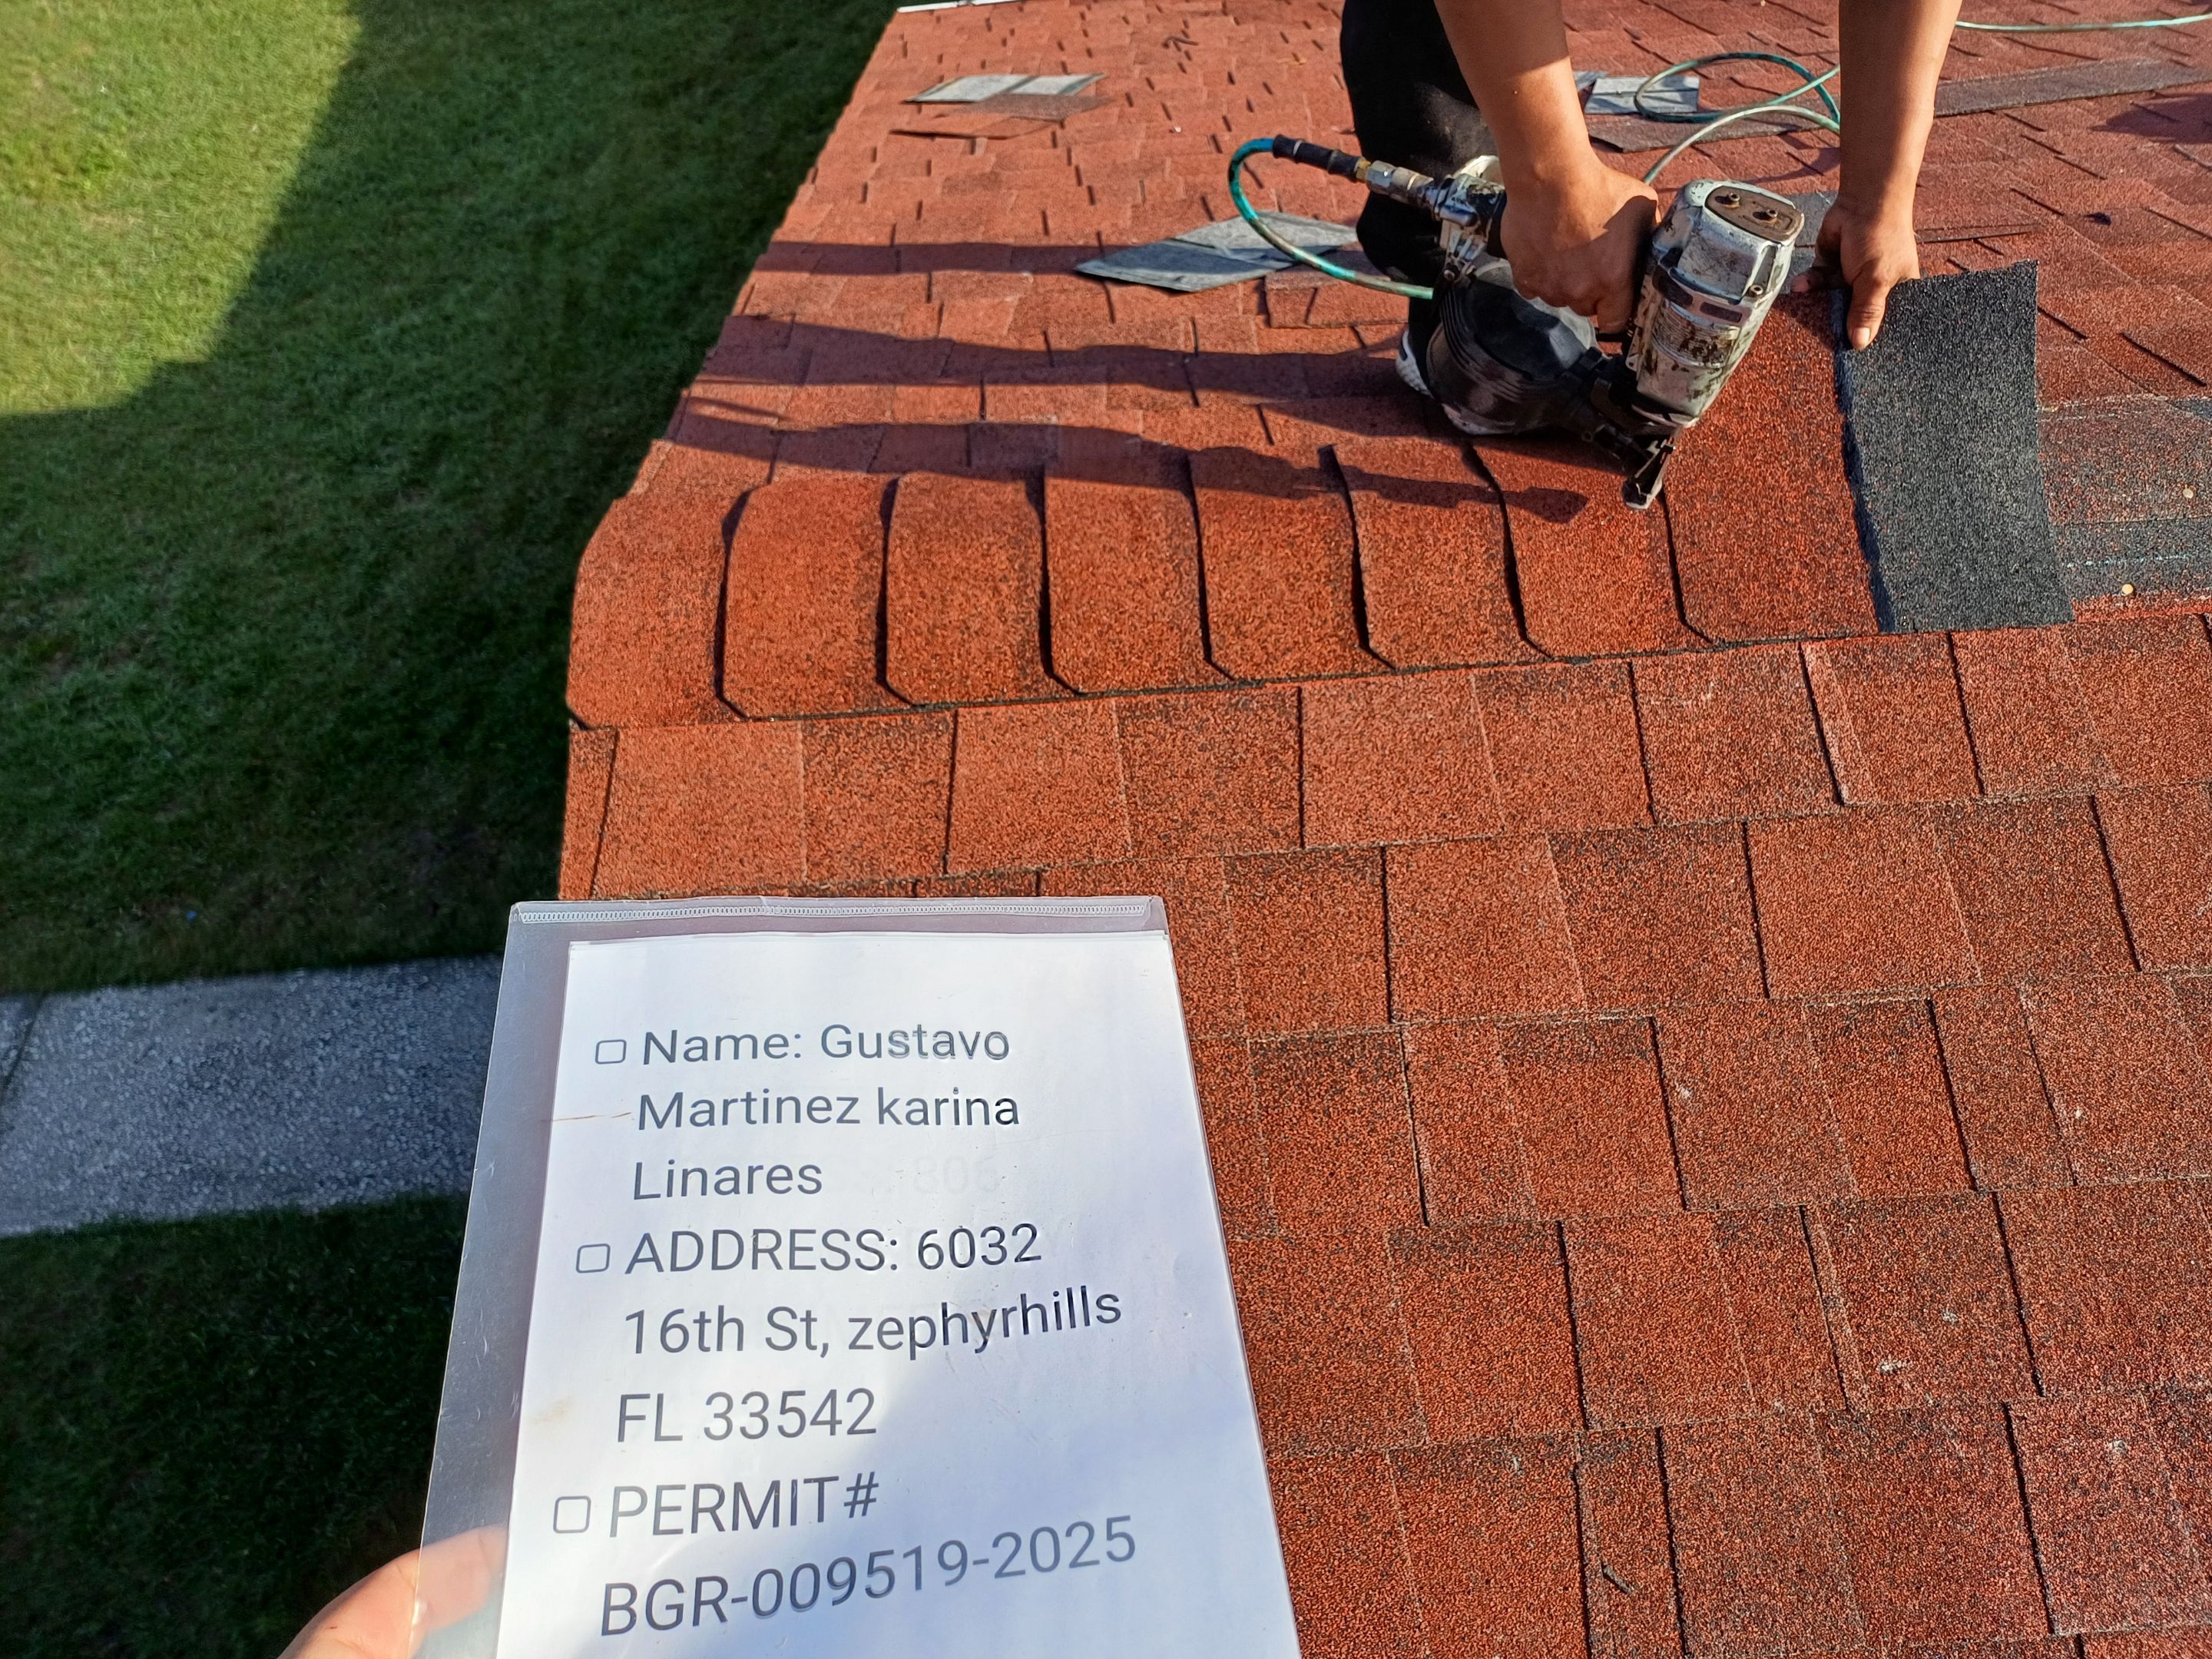 Name: Gustavo
Martinez karina
Linares
ADDRESS: 6032
16th St, zephyrhills
FL 33542
PERMIT#
BGR-009519-2025